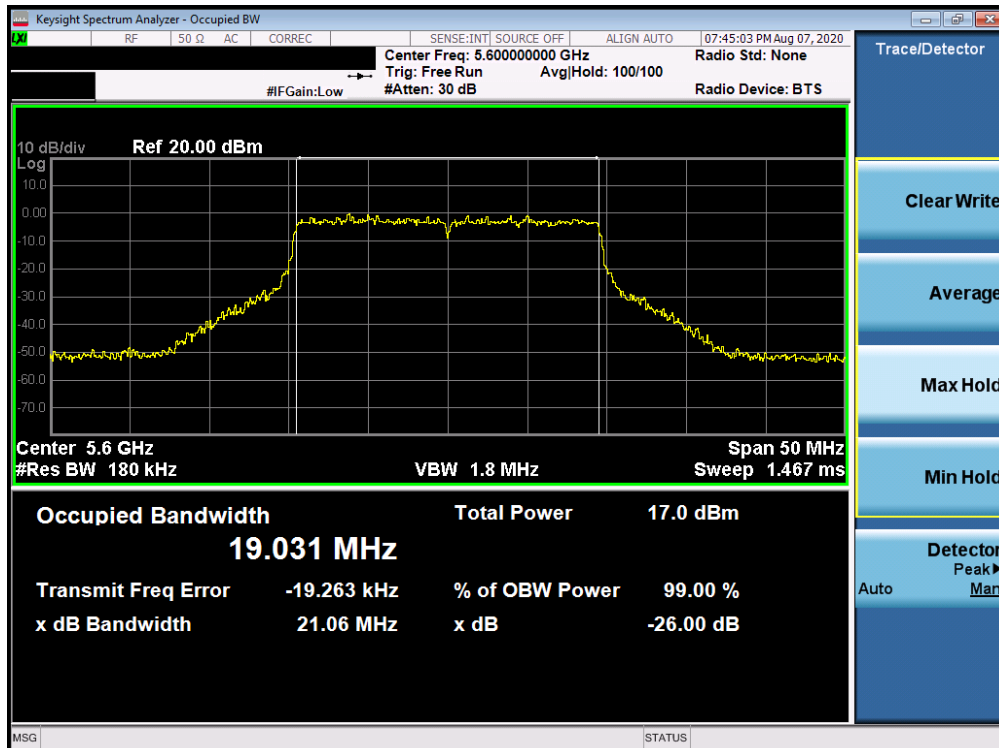 Keysight Spectrum Analyzer - Occupied BW
LXI RF 50 Ω AC CORREC SENSE:INT SOURCE OFF ALIGN AUTO 07:45:03 PM Aug 07, 2020
Center Freq: 5.600000000 GHz Radio Std: None
Trig: Free Run Avg|Hold: 100/100
#IFGain:Low #Atten: 30 dB Radio Device: BTS
10 dB/div Ref 20.00 dBm
Log
10.0
0.00
-10.0
-20.0
-30.0
-40.0
-50.0
-60.0
-70.0
Center 5.6 GHz Span 50 MHz
#Res BW 180 kHz VBW 1.8 MHz Sweep 1.467 ms
Occupied Bandwidth Total Power 17.0 dBm
19.031 MHz
Transmit Freq Error -19.263 kHz % of OBW Power 99.00 %
x dB Bandwidth 21.06 MHz x dB -26.00 dB
MSG STATUS
Trace/Detector
Clear Write
Average
Max Hold
Min Hold
Detector
Peak▶
Auto Man